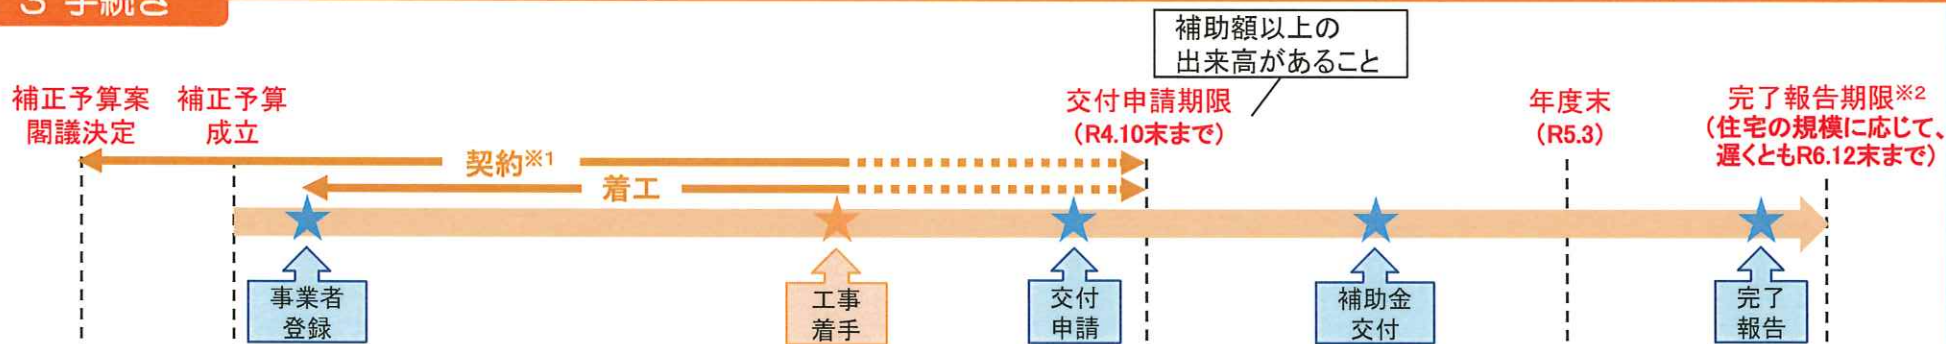 3 手続き
補助額以上の
出来高があること
補正予算案
閣議決定
補正予算
成立
交付申請期限
(R4.10末まで)
年度末
(R5.3)
完了報告期限※2
(住宅の規模に応じて、
遅くともR6.12末まで)
契約※1
着工
事業者
登録
工事
着手
交付
申請
補助金
交付
完了
報告